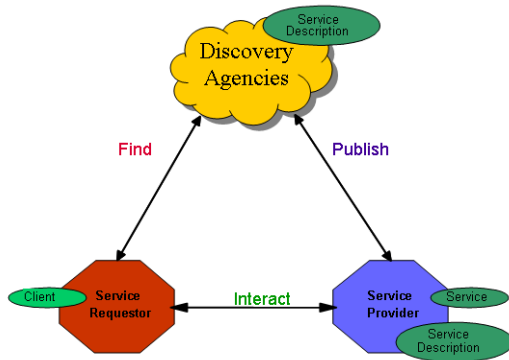 Service
Description
Discovery
Agencies
Find
Publish
Client
Service
Requestor
Interact
Service
Provider
Service
Service
Description